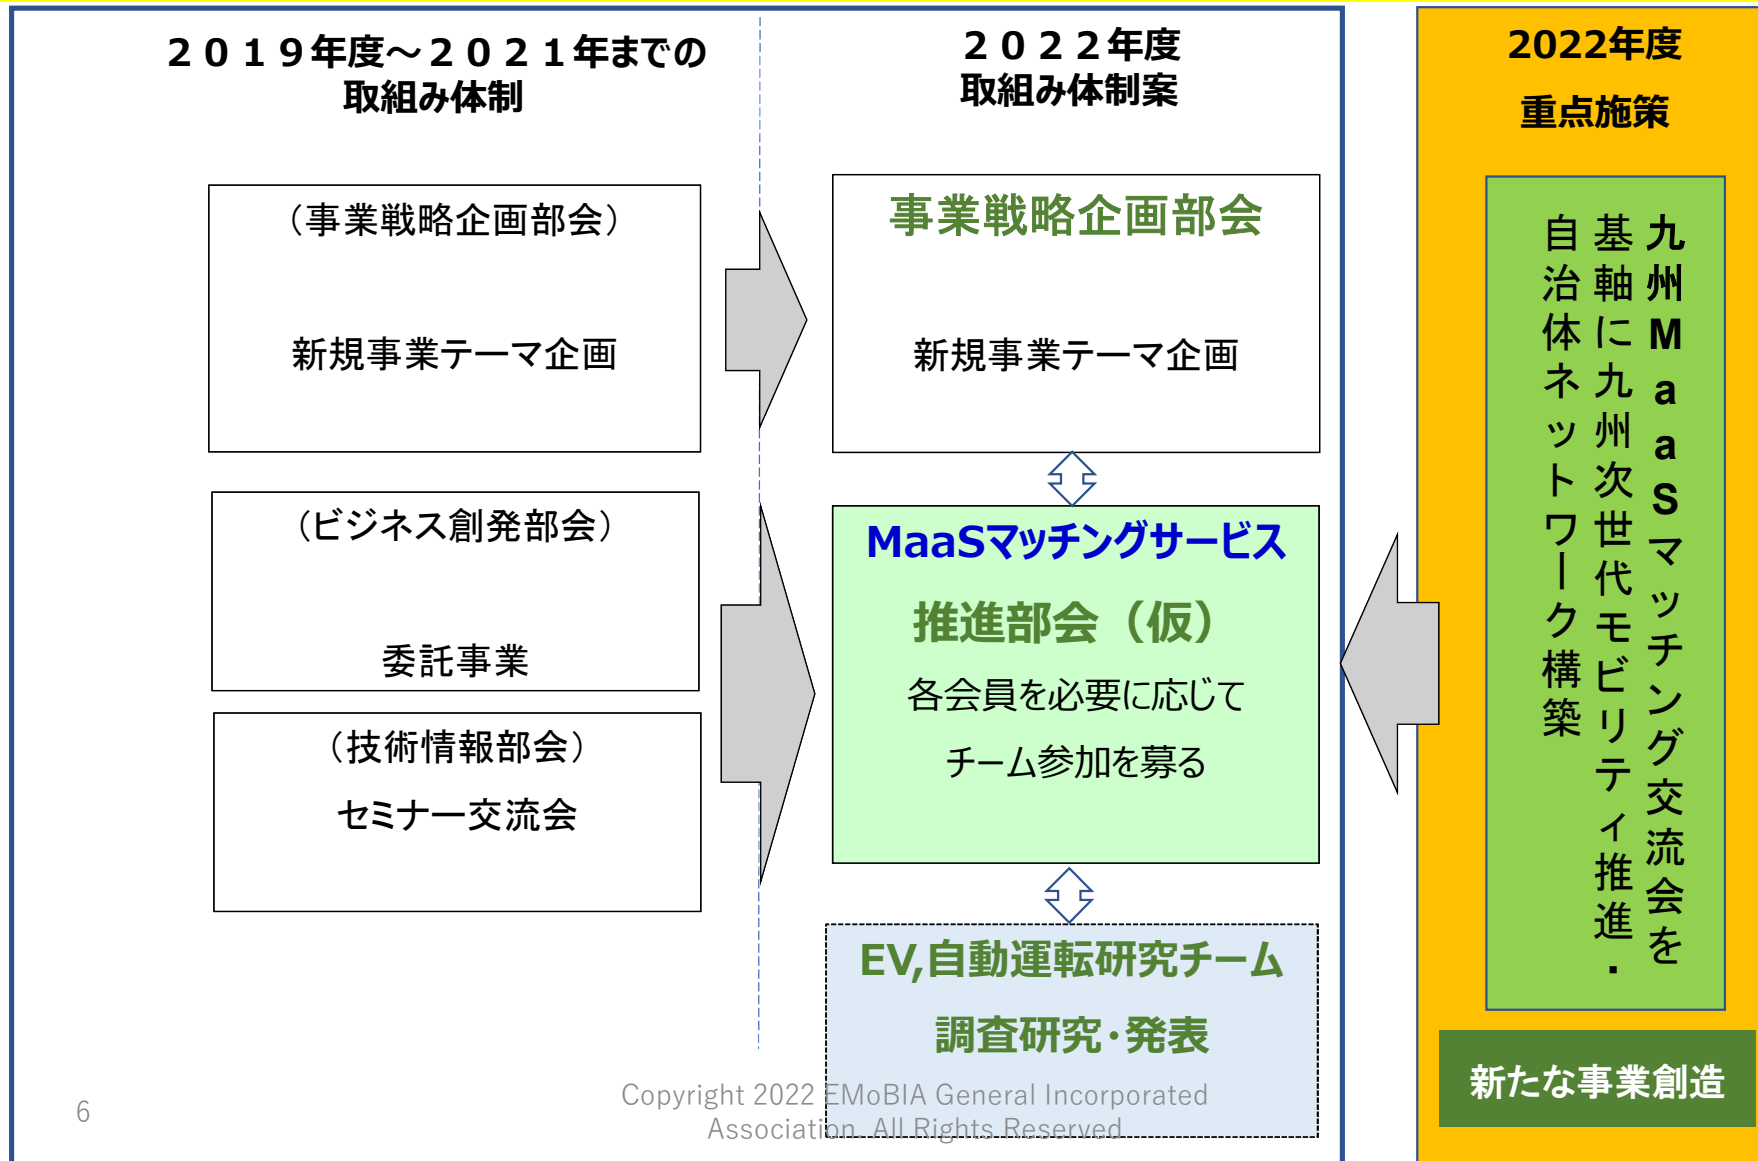 ２０１９年度～２０２１年までの
取組み体制
（事業戦略企画部会）
新規事業テーマ企画
（ビジネス創発部会）
委託事業
（技術情報部会）
セミナー交流会
２０２２年度
取組み体制案
事業戦略企画部会
新規事業テーマ企画
MaaSマッチングサービス
推進部会（仮）
各会員を必要に応じて
チーム参加を募る
EV,自動運転研究チーム
調査研究・発表
2022年度
重点施策
九州MaaSマッチング交流会を
基軸に九州次世代モビリティ推進・
自治体ネットワーク構築
新たな事業創造
6
Copyright 2022 EMoBIA General Incorporated
Association. All Rights Reserved